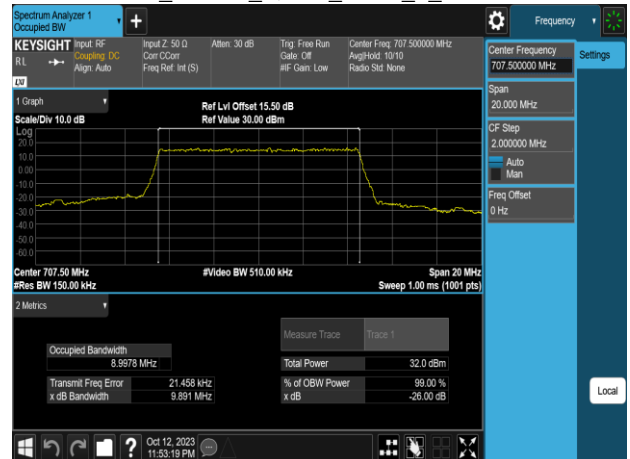 Spectrum Analyzer 1
Occupied BW
Frequency
KEYSIGHT
Input: RF
Input Z: 50 Ω
Atten: 30 dB
Trig: Free Run
Center Freq: 707.500000 MHz
R L
Coupling: DC
Corr CCorr
Gate: Off
Avg|Hold: 10/10
Align: Auto
Freq Ref: Int (S)
#IF Gain: Low
Radio Std: None
LXI
Center Frequency
707.500000 MHz
Settings
Span
20.000 MHz
CF Step
2.000000 MHz
Auto
Man
Freq Offset
0 Hz
Local
1 Graph
Ref Lvl Offset 15.50 dB
Scale/Div 10.0 dB
Ref Value 30.00 dBm
Log
20.0
10.0
0.00
-10.0
-20.0
-30.0
-40.0
-50.0
-60.0
Center 707.50 MHz
#Video BW 510.00 kHz
Span 20 MHz
#Res BW 150.00 kHz
Sweep 1.00 ms (1001 pts)
2 Metrics
Measure Trace
Trace 1
Occupied Bandwidth
8.9978 MHz
Total Power
32.0 dBm
Transmit Freq Error
21.458 kHz
% of OBW Power
99.00 %
x dB Bandwidth
9.891 MHz
x dB
-26.00 dB
?
Oct 12, 2023
11:53:19 PM